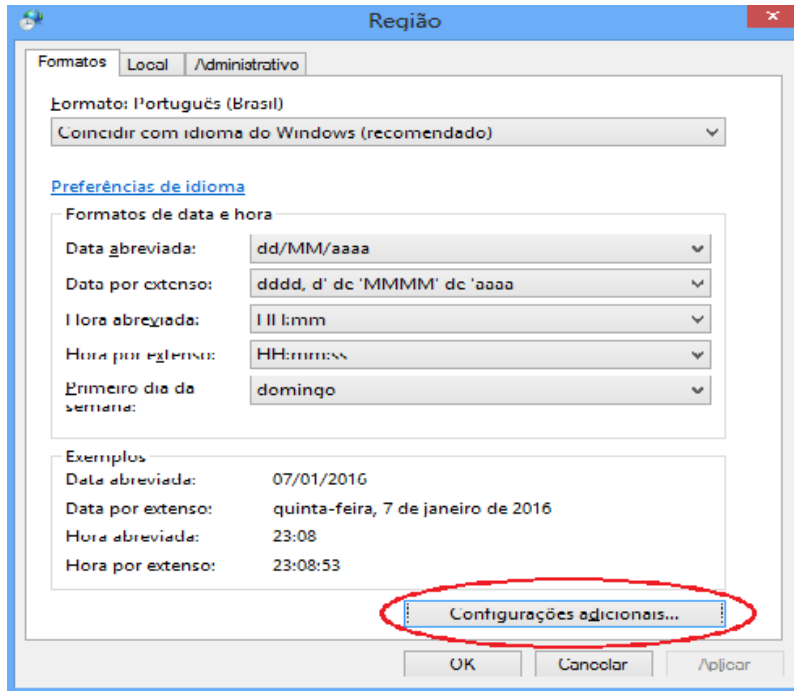 Região
Formatos Local Administrativo
Formato: Português (Brasil)
Coincidir com idioma do Windows (recomendado)
Preferências de idioma
Formatos de data e hora
Data abreviada: dd/MM/aaaa
Data por extenso: dddd, d' de 'MMMM' de 'aaaa
Hora abreviada: HH:mm
Hora por extenso: HH:mm:ss
Primeiro dia da semana: domingo
Exemplos
Data abreviada: 07/01/2016
Data por extenso: quinta-feira, 7 de janeiro de 2016
Hora abreviada: 23:08
Hora por extenso: 23:08:53
Configurações adicionais...
OK Cancelar Aplicar